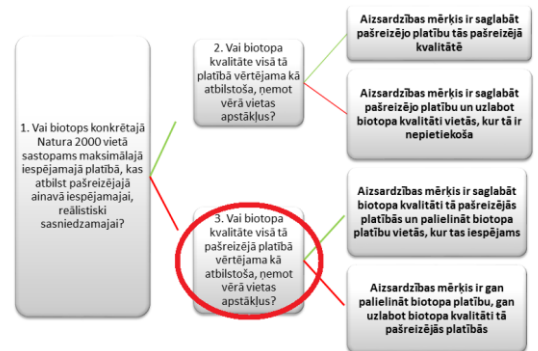 1. Vai biotops konkrētajā
Natura 2000 vietā
sastopams maksimālajā
iespējamajā platībā, kas
atbilst pašreizējajā
ainavā iespējamajai,
reālistiski
sasniedzamajai?
2. Vai biotopa
kvalitāte visā tā
platībā vērtējama kā
atbilstoša, ņemot
vērā vietas
apstākļus?
3. Vai biotopa
kvalitāte visā tā
pašreizējā platībā
vērtējama kā
atbilstoša, ņemot
vērā vietas
apstākļus?
Aizsardzības mērķis ir saglabāt
pašreizējo platību tās pašreizējā
kvalitātē
Aizsardzības mērķis ir saglabāt
pašreizējo platību un uzlabot
biotopa kvalitāti vietās, kur tā ir
nepietiekoša
Aizsardzības mērķis ir saglabāt
biotopa kvalitāti tā pašreizējās
platībās un palielināt biotopa
platību vietās, kur tas iespējams
Aizsardzības mērķis ir gan
palielināt biotopa platību, gan
uzlabot biotopa kvalitāti tā
pašreizējās platībās